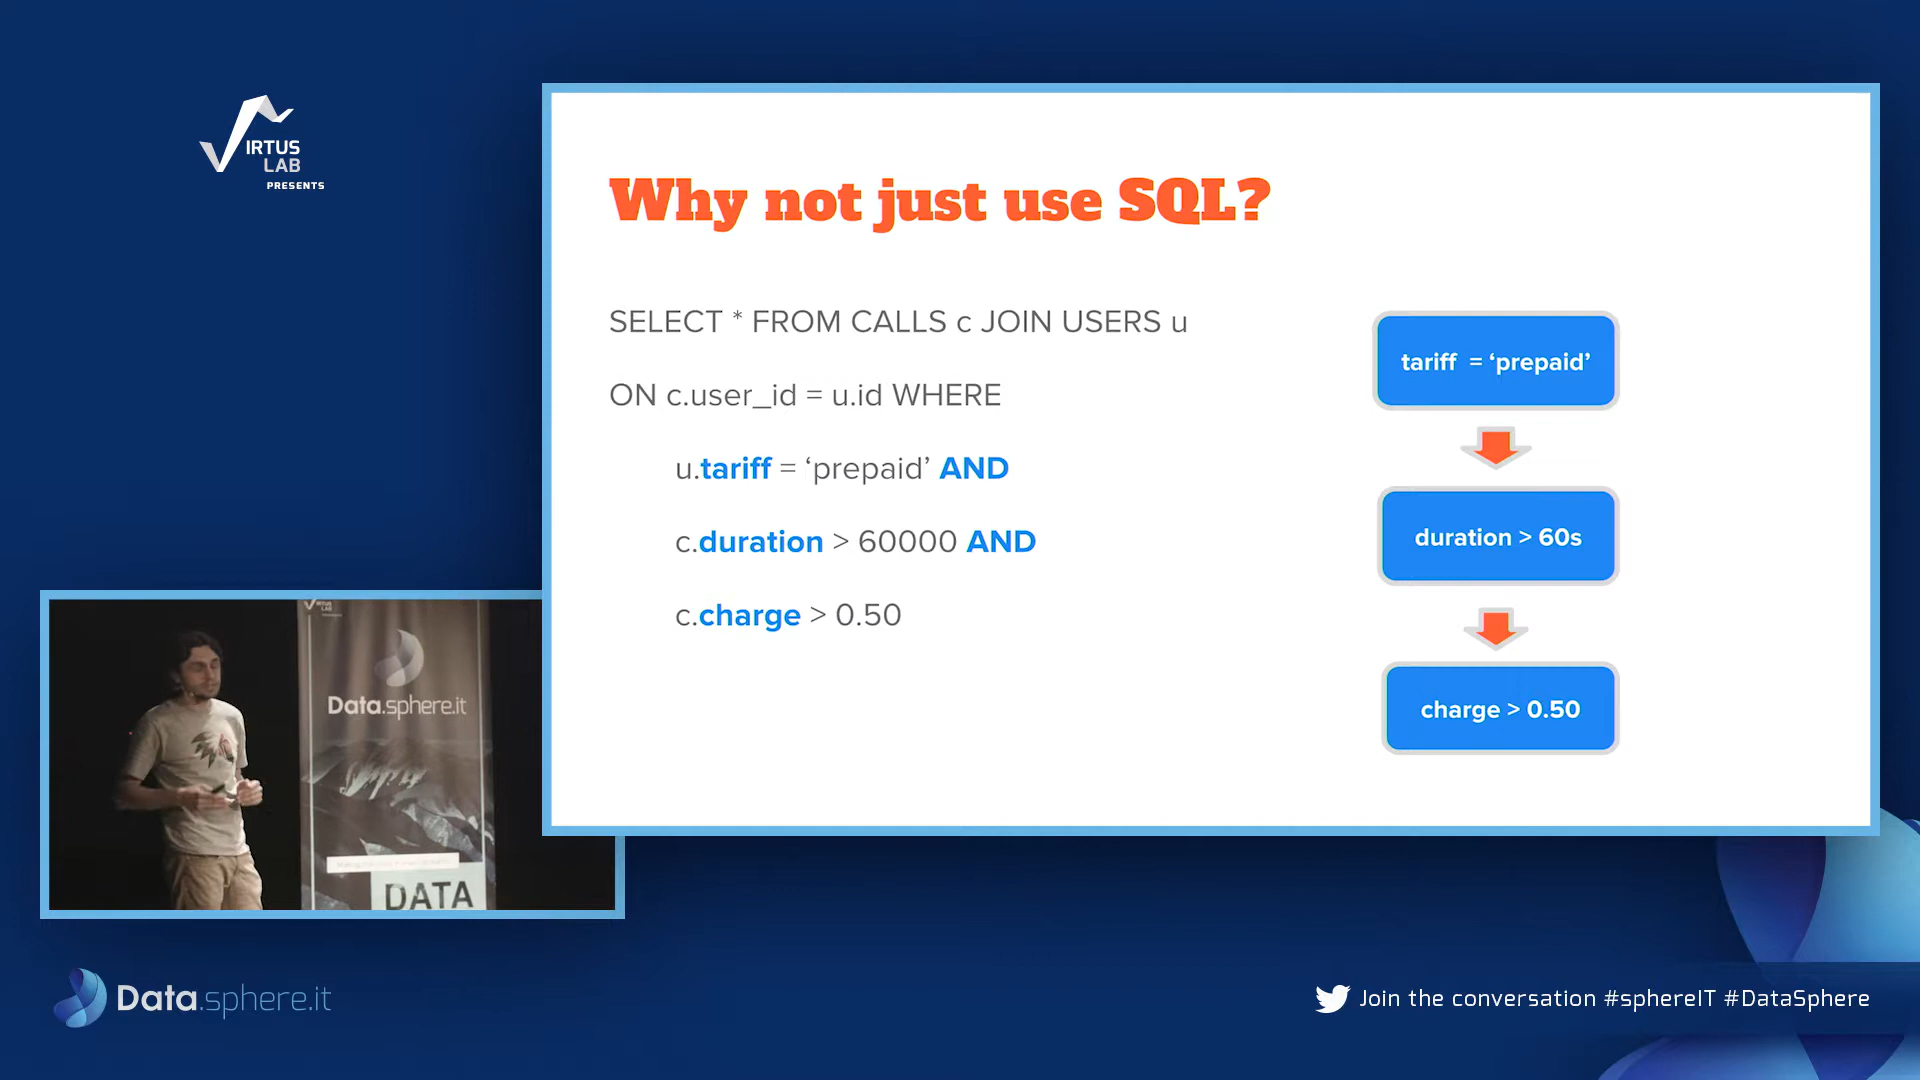 VIRTUS
LAB
PRESENTS
Why not just use SQL?
SELECT * FROM CALLS c JOIN USERS u
ON c.user_id = u.id WHERE
u.tariff = ‘prepaid’ AND
c.duration > 60000 AND
c.charge > 0.50
tariff = ‘prepaid’
duration > 60s
charge > 0.50
VIRTUS
LAB
Data.sphere.it
DATA
Data.sphere.it
Join the conversation #sphereIT #DataSphere